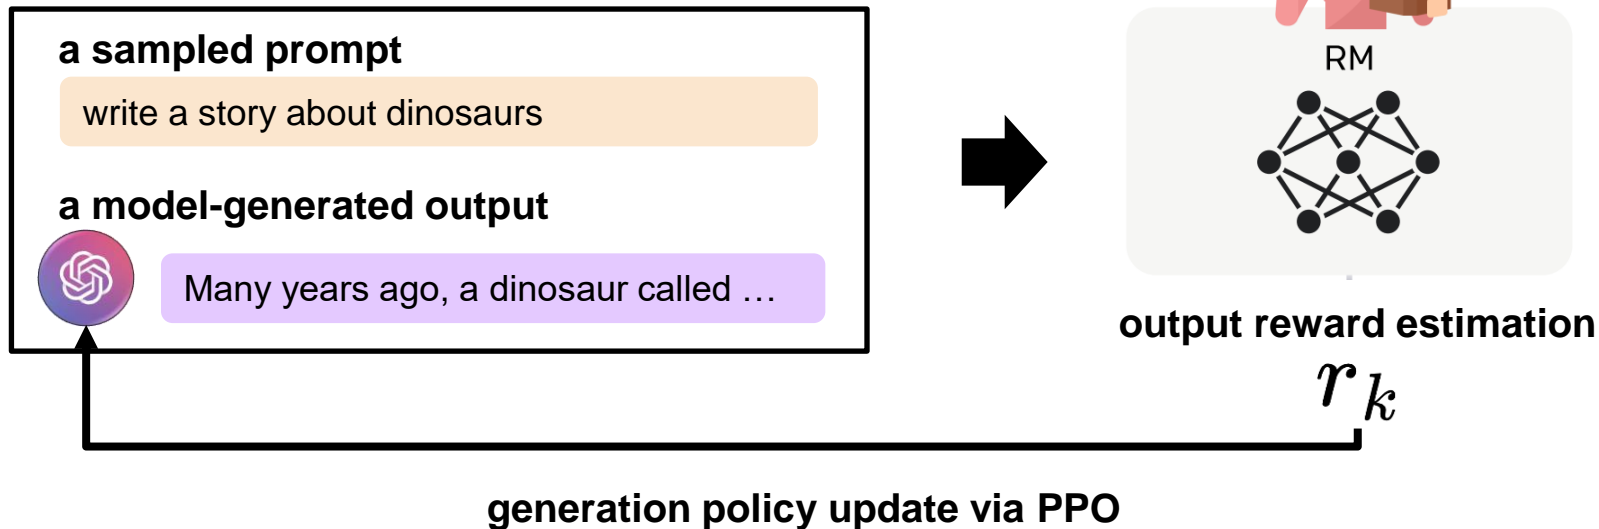 a sampled prompt
write a story about dinosaurs
a model-generated output
Many years ago, a dinosaur called …
RM
output reward estimation
r_k
generation policy update via PPO